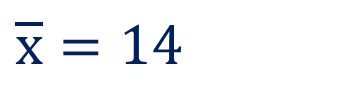 x̅ = 14